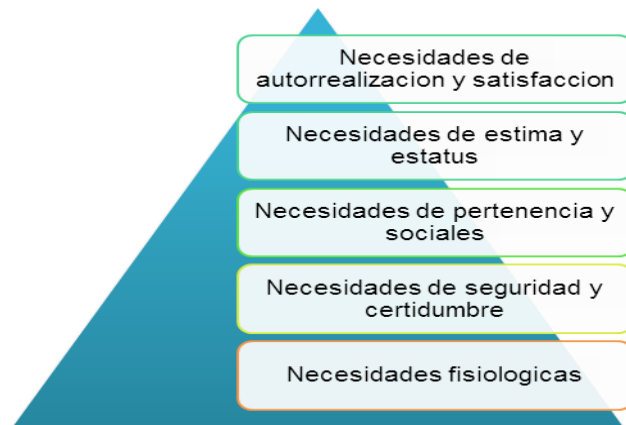 Necesidades de
autorrealizacion y satisfaccion
Necesidades de estima y
estatus
Necesidades de pertenencia y
sociales
Necesidades de seguridad y
certidumbre
Necesidades fisiologicas